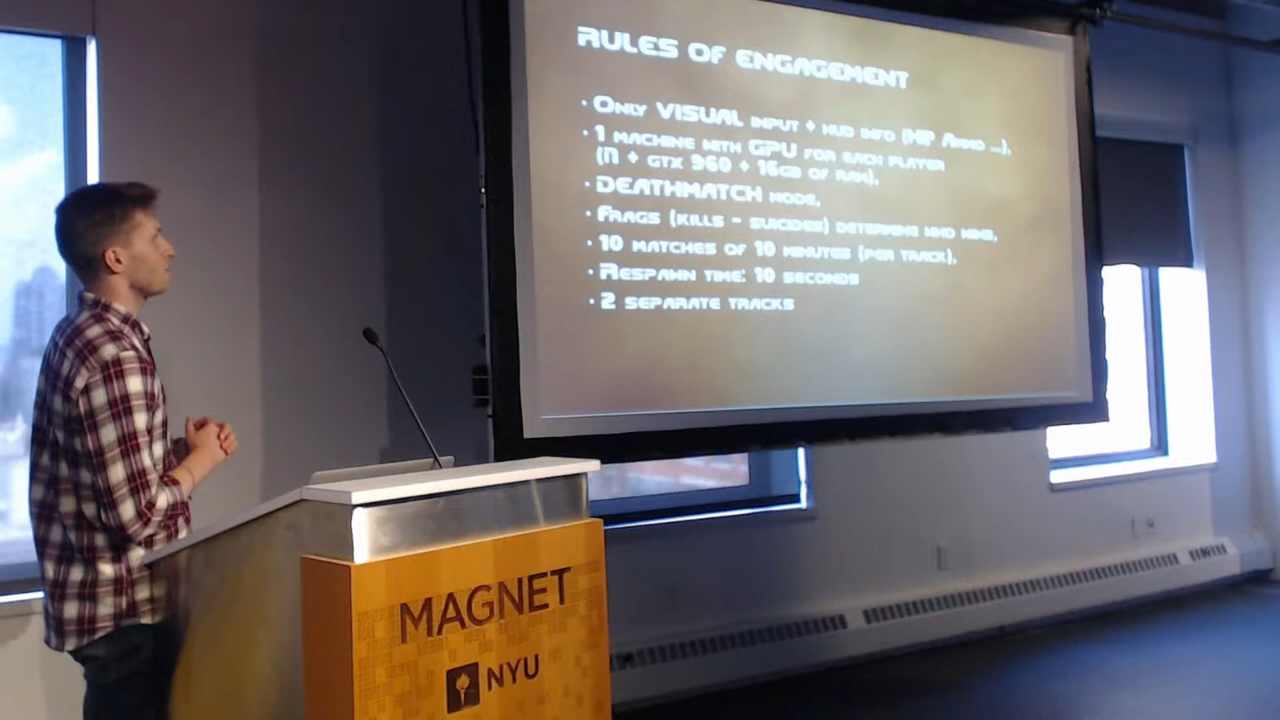 RULES OF ENGAGEMENT
• ONLY VISUAL INPUT + HUD INFO (HP AMMO ...),
• 1 MACHINE WITH GPU FOR EACH PLAYER
(I7 + GTX 960 + 16GB OF RAM),
• DEATHMATCH MODE,
• FRAGS (KILLS - SUICIDES) DETERMINE WHO WINS,
• 10 MATCHES OF 10 MINUTES (PER TRACK),
• RESPAWN TIME: 10 SECONDS
• 2 SEPARATE TRACKS
MAGNET
NYU